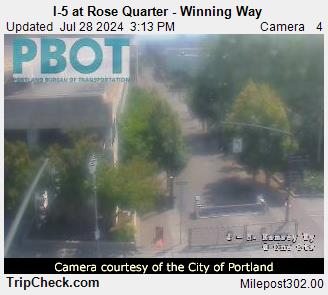 I-5 at Rose Quarter - Winning Way
Updated Jul 28 2024 3:13 PM Camera 4
PBOT
PORTLAND BUREAU OF TRANSPORTATION
Camera courtesy of the City of Portland
TripCheck.com Milepost302.00